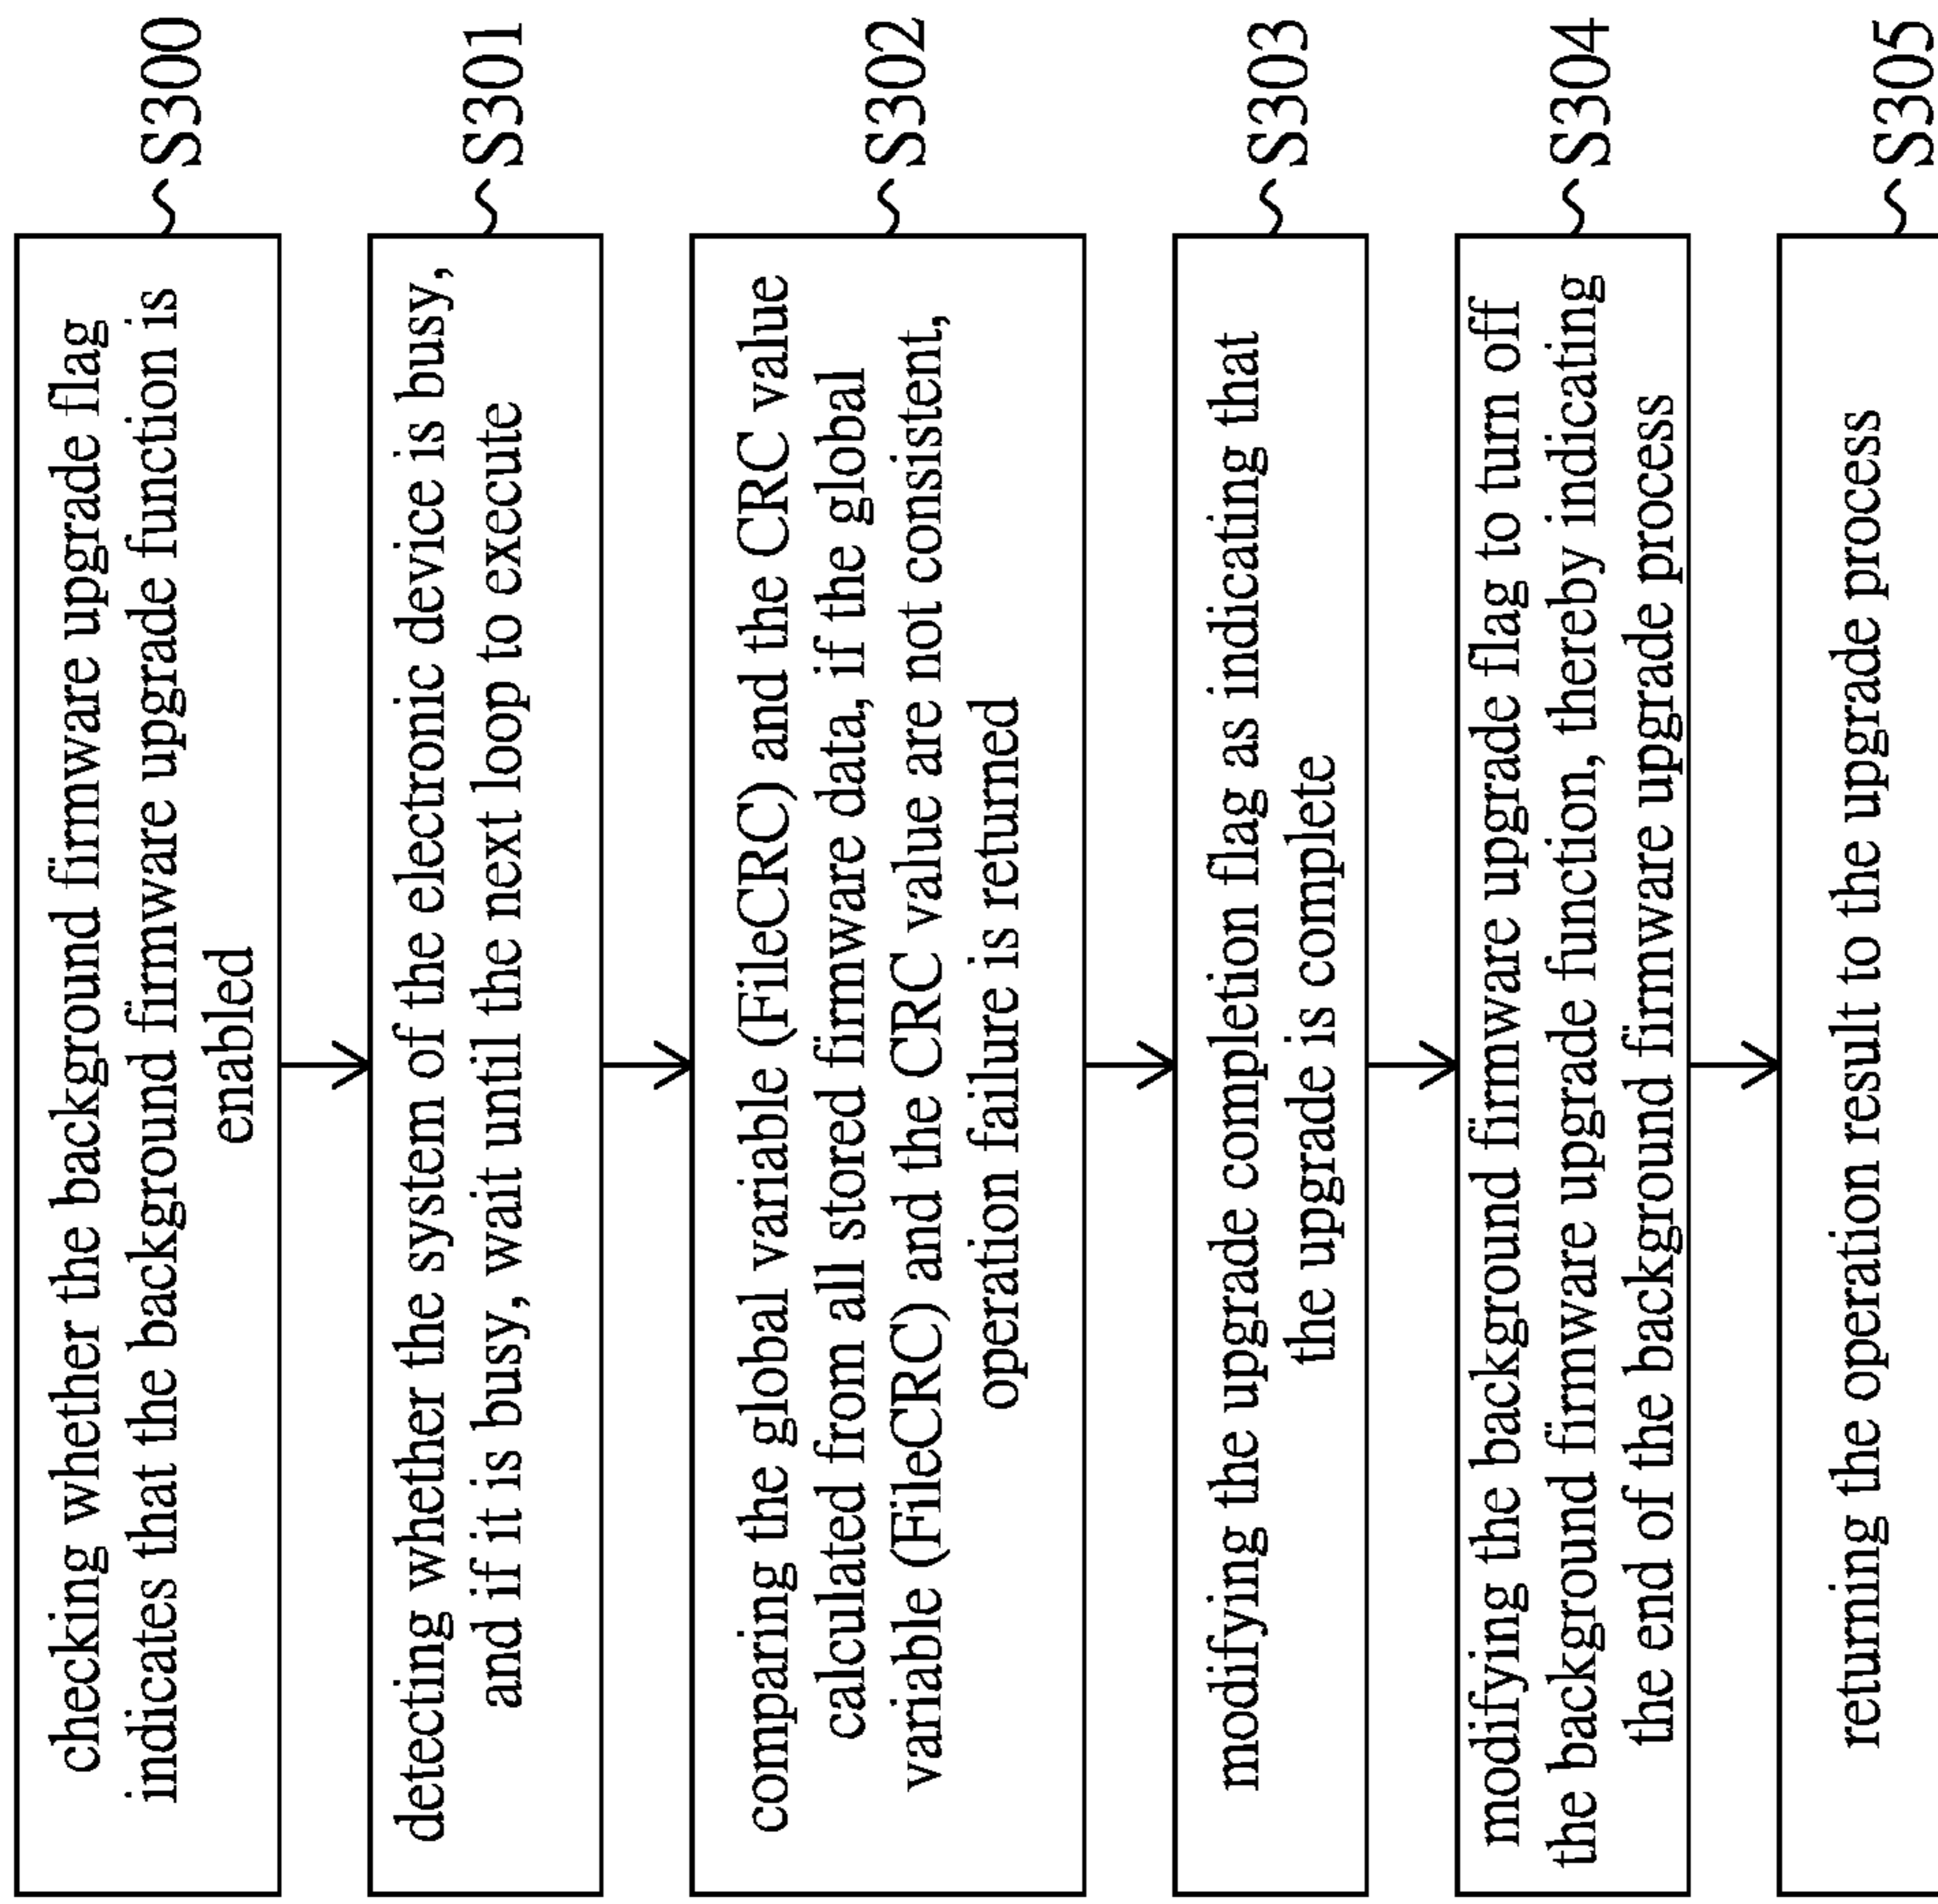 checking whether the background firmware upgrade flag
indicates that the background firmware upgrade function is
enabled
~S300
detecting whether the system of the electronic device is busy,
and if it is busy, wait until the next loop to execute
~S301
comparing the global variable (FileCRC) and the CRC value
calculated from all stored firmware data, if the global
variable (FileCRC) and the CRC value are not consistent,
operation failure is returned
~S302
modifying the upgrade completion flag as indicating that
the upgrade is complete
~S303
modifying the background firmware upgrade flag to turn off
the background firmware upgrade function, thereby indicating
the end of the background firmware upgrade process
~S304
returning the operation result to the upgrade process
~S305